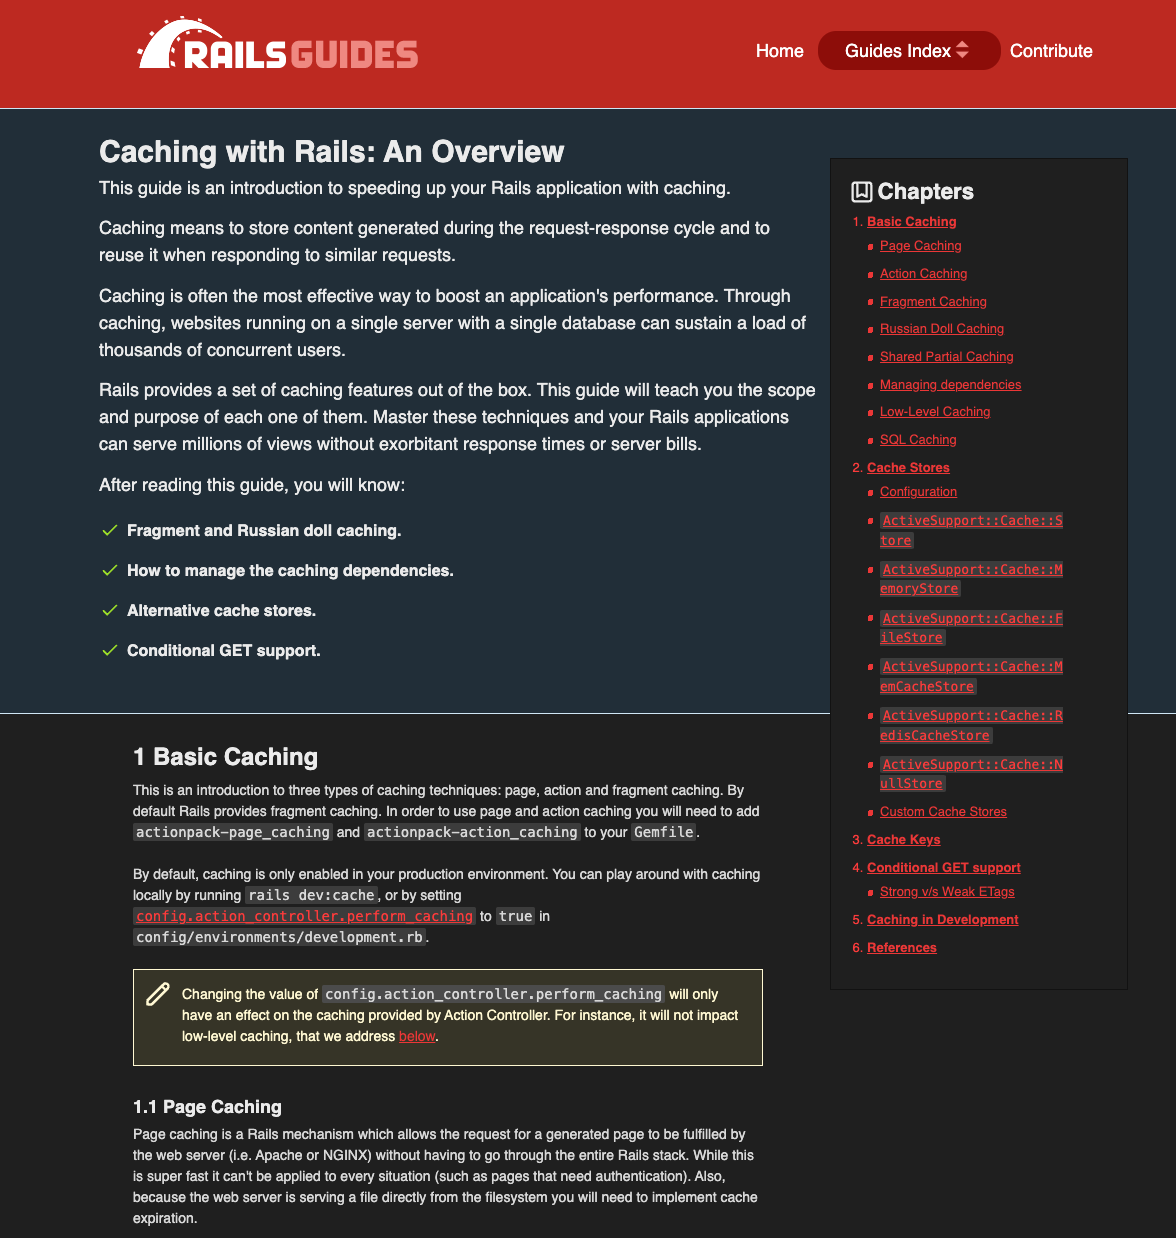 RAILS GUIDES
Home
Guides Index
Contribute
Caching with Rails: An Overview
This guide is an introduction to speeding up your Rails application with caching.
Caching means to store content generated during the request-response cycle and to
reuse it when responding to similar requests.
Caching is often the most effective way to boost an application's performance. Through
caching, websites running on a single server with a single database can sustain a load of
thousands of concurrent users.
Rails provides a set of caching features out of the box. This guide will teach you the scope
and purpose of each one of them. Master these techniques and your Rails applications
can serve millions of views without exorbitant response times or server bills.
After reading this guide, you will know:
Fragment and Russian doll caching.
How to manage the caching dependencies.
Alternative cache stores.
Conditional GET support.
Chapters
1. Basic Caching
Page Caching
Action Caching
Fragment Caching
Russian Doll Caching
Shared Partial Caching
Managing dependencies
Low-Level Caching
SQL Caching
2. Cache Stores
Configuration
ActiveSupport::Cache::S
tore
ActiveSupport::Cache::M
emoryStore
ActiveSupport::Cache::F
ileStore
ActiveSupport::Cache::M
emCacheStore
ActiveSupport::Cache::R
edisCacheStore
ActiveSupport::Cache::N
ullStore
Custom Cache Stores
3. Cache Keys
4. Conditional GET support
Strong v/s Weak ETags
5. Caching in Development
6. References
1 Basic Caching
This is an introduction to three types of caching techniques: page, action and fragment caching. By
default Rails provides fragment caching. In order to use page and action caching you will need to add
actionpack-page_caching and actionpack-action_caching to your Gemfile.
By default, caching is only enabled in your production environment. You can play around with caching
locally by running rails dev:cache, or by setting
config.action_controller.perform_caching to true in
config/environments/development.rb.
Changing the value of config.action_controller.perform_caching will only
have an effect on the caching provided by Action Controller. For instance, it will not impact
low-level caching, that we address below.
1.1 Page Caching
Page caching is a Rails mechanism which allows the request for a generated page to be fulfilled by
the web server (i.e. Apache or NGINX) without having to go through the entire Rails stack. While this
is super fast it can't be applied to every situation (such as pages that need authentication). Also,
because the web server is serving a file directly from the filesystem you will need to implement cache
expiration.